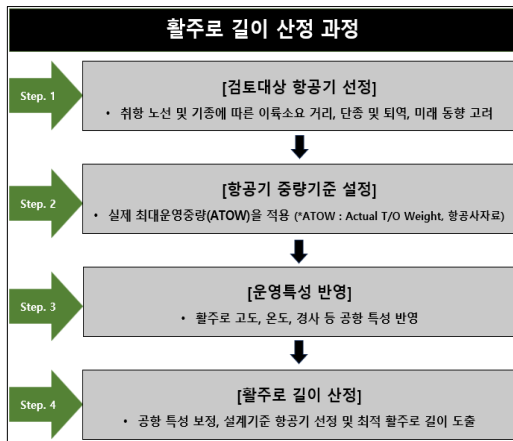 활주로 길이 산정 과정
Step. 1
[검토대상 항공기 선정]
• 취항 노선 및 기종에 따른 이륙소요 거리, 단종 및 퇴역, 미래 동향 고려
Step. 2
[항공기 중량기준 설정]
• 실제 최대운영중량(ATOW)을 적용 (*ATOW : Actual T/O Weight, 항공사자료)
Step. 3
[운영특성 반영]
• 활주로 고도, 온도, 경사 등 공항 특성 반영
Step. 4
[활주로 길이 산정]
• 공항 특성 보정, 설계기준 항공기 선정 및 최적 활주로 길이 도출